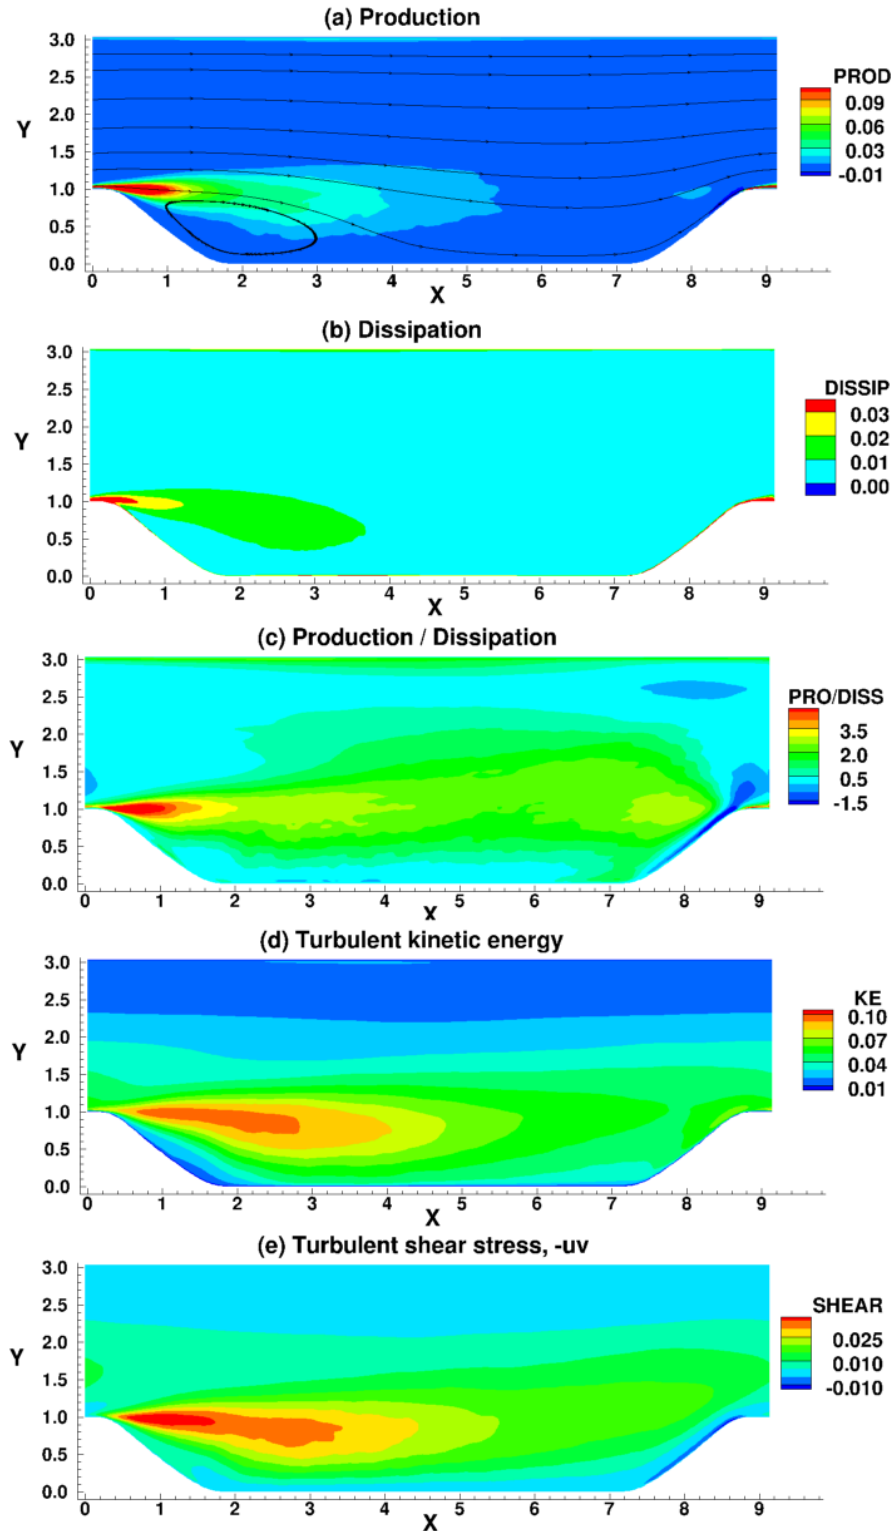 (a) Production
3.0
2.5
2.0
1.5
1.0
0.5
0.0
Y
0 1 2 3 4 5 6 7 8 9
X
PROD
0.09
0.06
0.03
-0.01
(b) Dissipation
3.0
2.5
2.0
1.5
1.0
0.5
0.0
Y
0 1 2 3 4 5 6 7 8 9
X
DISSIP
0.03
0.02
0.01
0.00
(c) Production / Dissipation
3.0
2.5
2.0
1.5
1.0
0.5
0.0
Y
0 1 2 3 4 5 6 7 8 9
X
PRO/DISS
3.5
2.0
0.5
-1.5
(d) Turbulent kinetic energy
3.0
2.5
2.0
1.5
1.0
0.5
0.0
Y
0 1 2 3 4 5 6 7 8 9
X
KE
0.10
0.07
0.04
0.01
(e) Turbulent shear stress, -uv
3.0
2.5
2.0
1.5
1.0
0.5
0.0
Y
0 1 2 3 4 5 6 7 8 9
X
SHEAR
0.025
0.010
-0.010